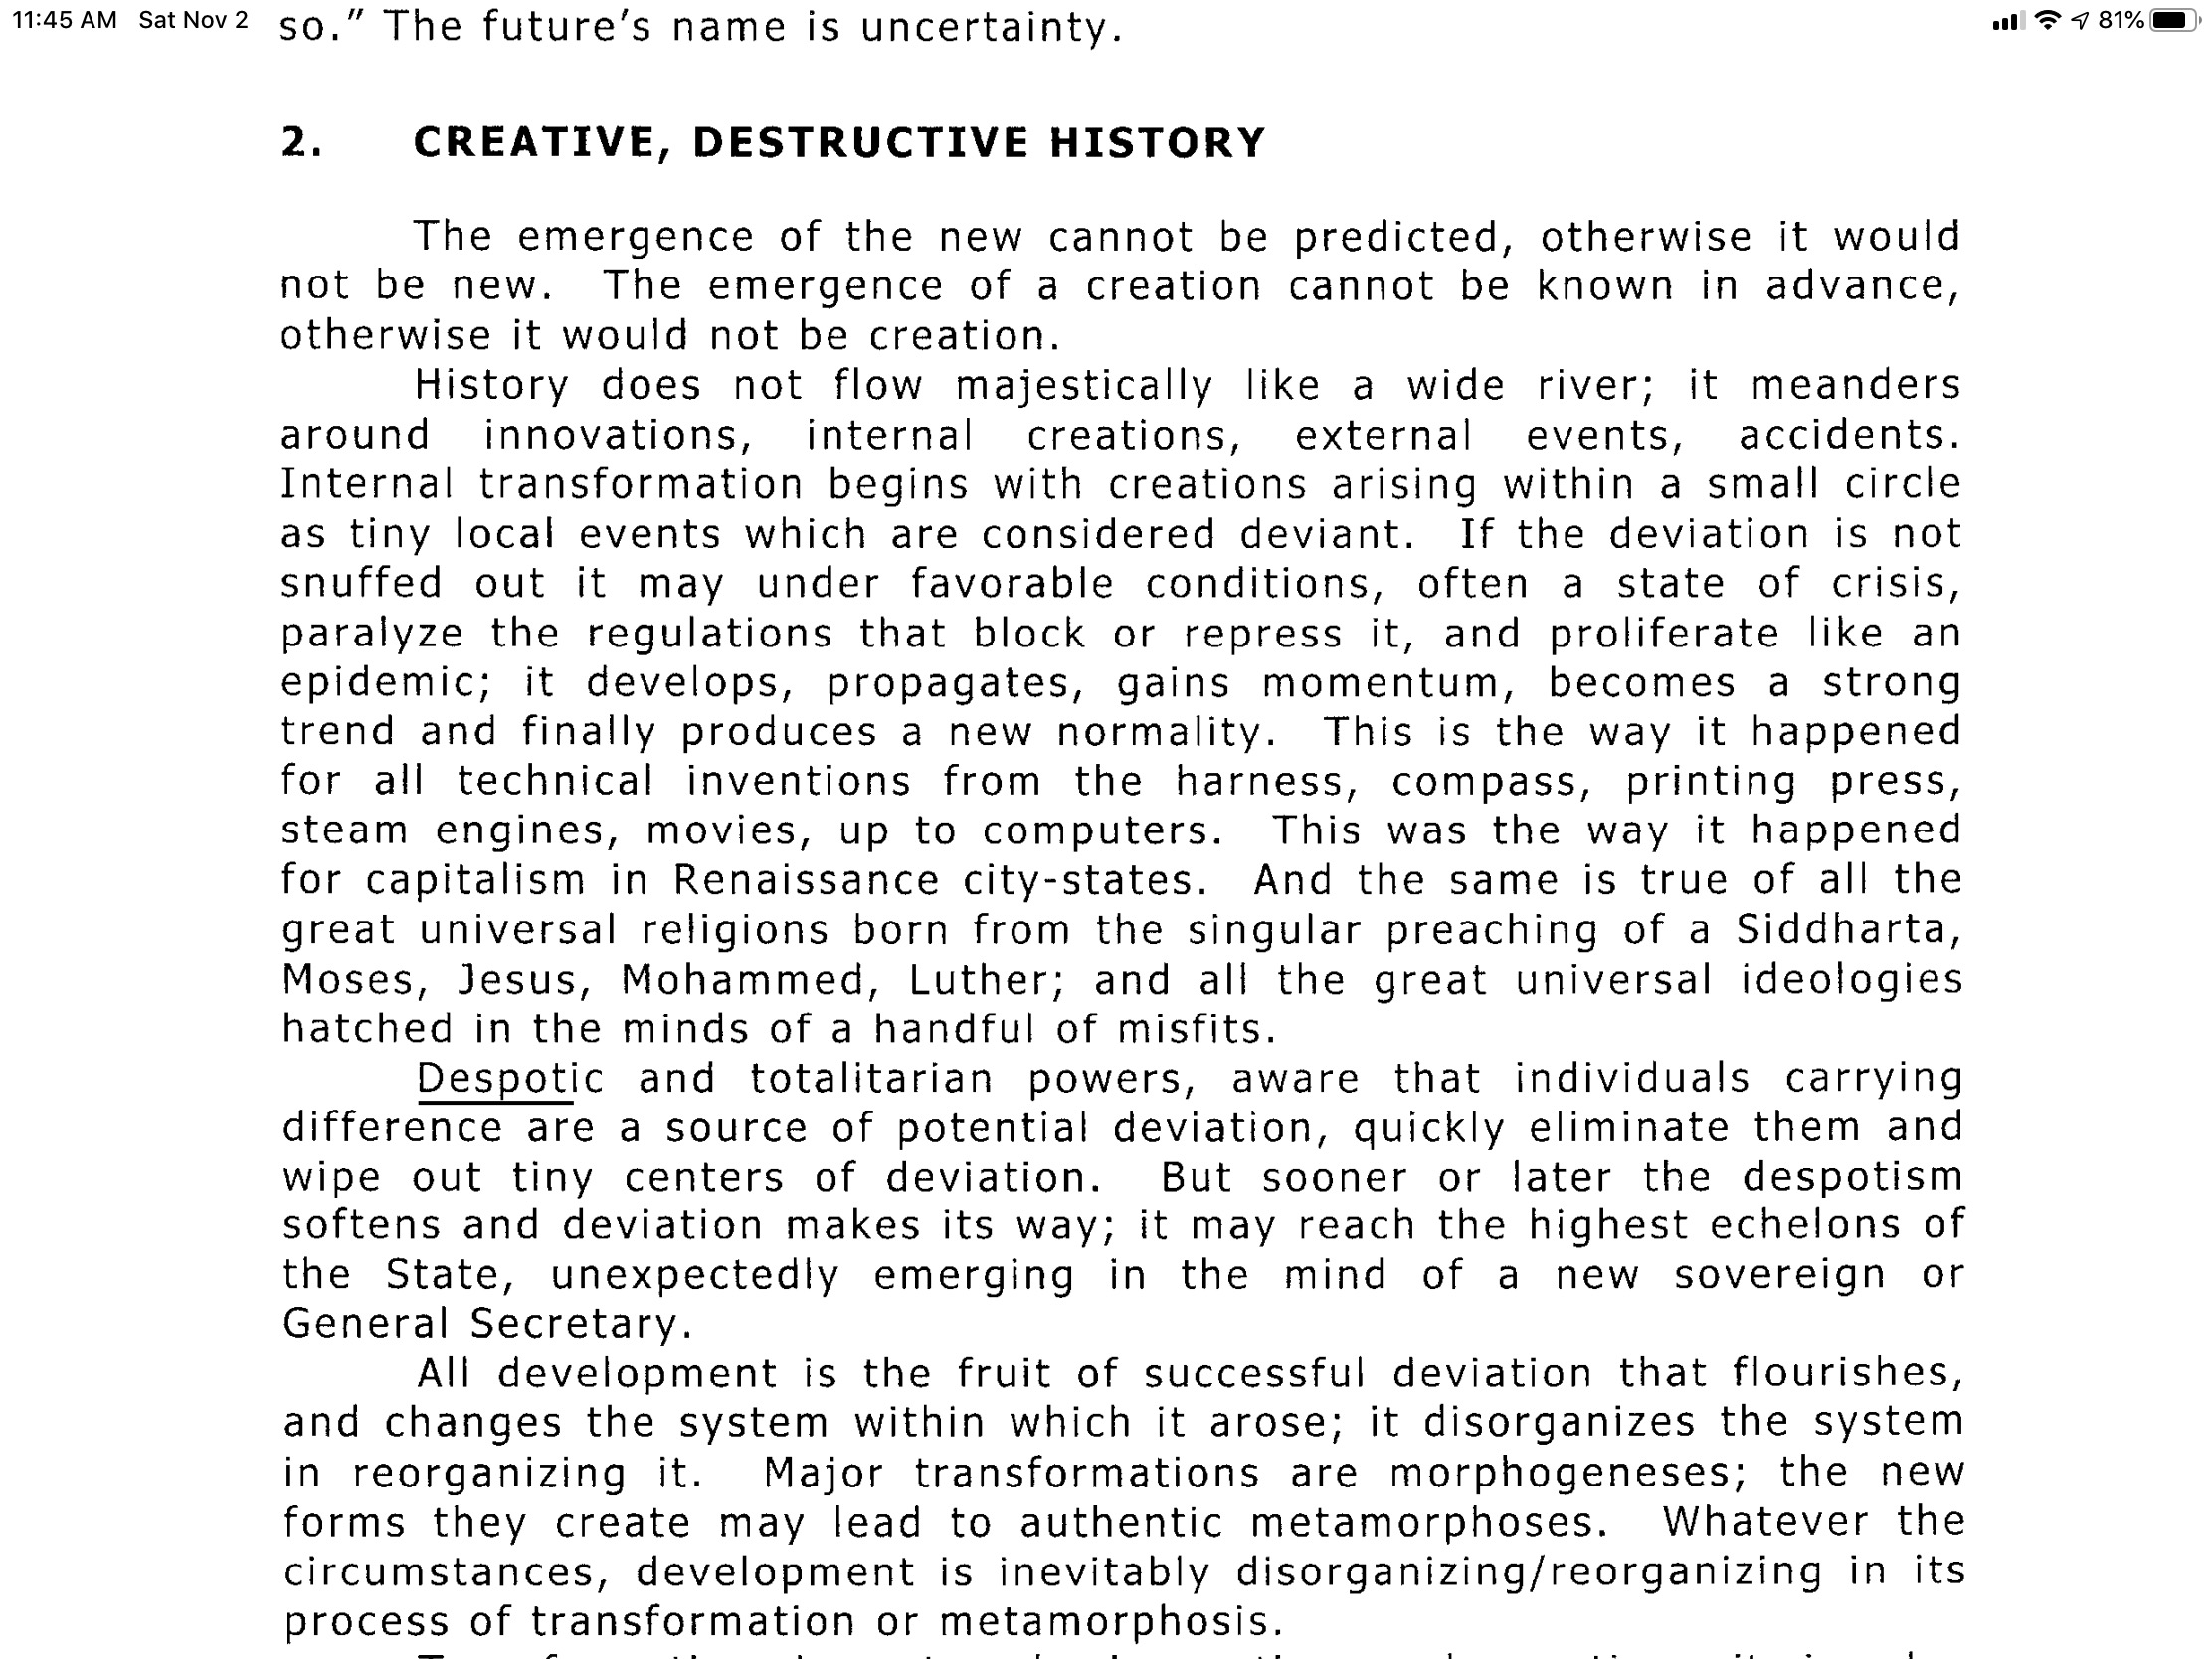 11:45 AM Sat Nov 2
81%
so.” The future’s name is uncertainty.
2. CREATIVE, DESTRUCTIVE HISTORY
The emergence of the new cannot be predicted, otherwise it would
not be new. The emergence of a creation cannot be known in advance,
otherwise it would not be creation.
History does not flow majestically like a wide river; it meanders
around innovations, internal creations, external events, accidents.
Internal transformation begins with creations arising within a small circle
as tiny local events which are considered deviant. If the deviation is not
snuffed out it may under favorable conditions, often a state of crisis,
paralyze the regulations that block or repress it, and proliferate like an
epidemic; it develops, propagates, gains momentum, becomes a strong
trend and finally produces a new normality. This is the way it happened
for all technical inventions from the harness, compass, printing press,
steam engines, movies, up to computers. This was the way it happened
for capitalism in Renaissance city-states. And the same is true of all the
great universal religions born from the singular preaching of a Siddharta,
Moses, Jesus, Mohammed, Luther; and all the great universal ideologies
hatched in the minds of a handful of misfits.
Despotic and totalitarian powers, aware that individuals carrying
difference are a source of potential deviation, quickly eliminate them and
wipe out tiny centers of deviation. But sooner or later the despotism
softens and deviation makes its way; it may reach the highest echelons of
the State, unexpectedly emerging in the mind of a new sovereign or
General Secretary.
All development is the fruit of successful deviation that flourishes,
and changes the system within which it arose; it disorganizes the system
in reorganizing it. Major transformations are morphogeneses; the new
forms they create may lead to authentic metamorphoses. Whatever the
circumstances, development is inevitably disorganizing/reorganizing in its
process of transformation or metamorphosis.